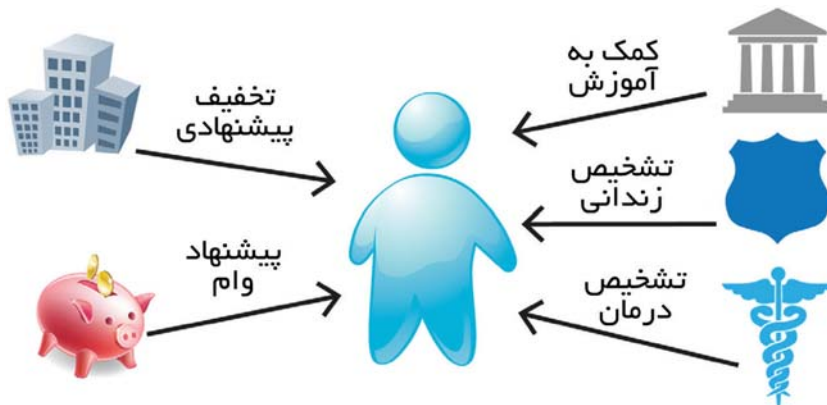 کمک به
آموزش
تخفیف
پیشنهادی
تشخیص
زندانی
پیشنهاد
وام
تشخیص
درمان